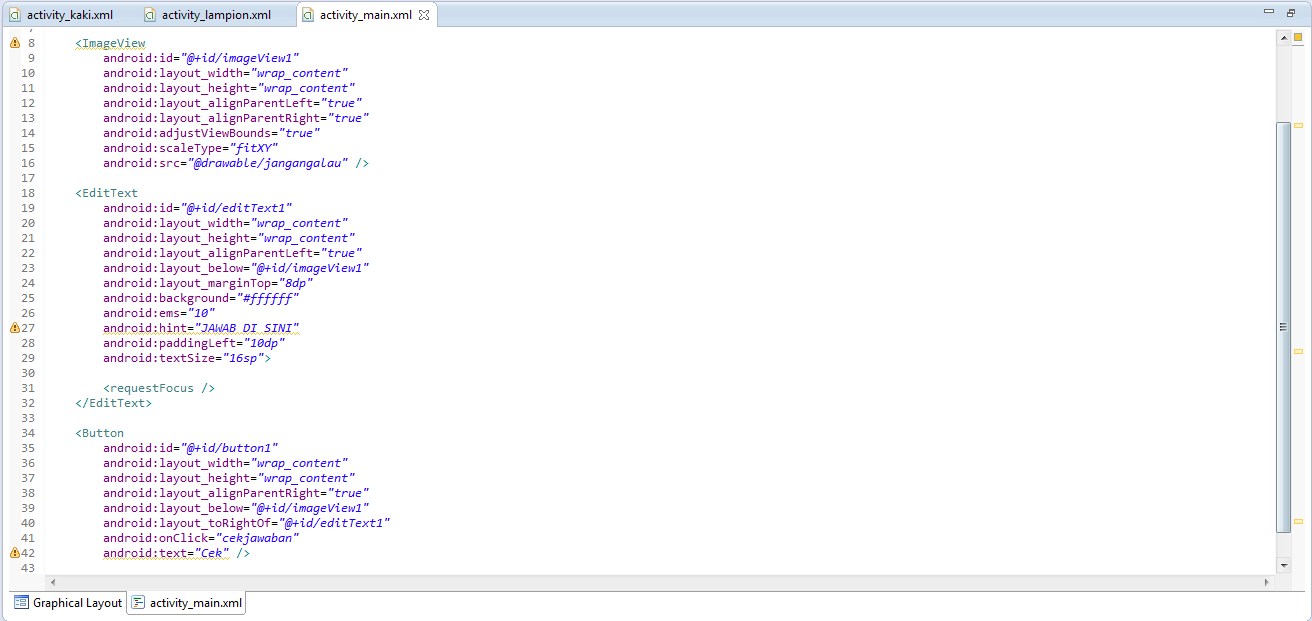 activity_kaki.xml activity_lampion.xml activity_main.xml
8 <ImageView
9 android:id="@+id/imageView1"
10 android:layout_width="wrap_content"
11 android:layout_height="wrap_content"
12 android:layout_alignParentLeft="true"
13 android:layout_alignParentRight="true"
14 android:adjustViewBounds="true"
15 android:scaleType="fitXY"
16 android:src="@drawable/jangangalau" />
17
18 <EditText
19 android:id="@+id/editText1"
20 android:layout_width="wrap_content"
21 android:layout_height="wrap_content"
22 android:layout_alignParentLeft="true"
23 android:layout_below="@+id/imageView1"
24 android:layout_marginTop="8dp"
25 android:background="#ffffff"
26 android:ems="10"
27 android:hint="JAWAB DI SINI"
28 android:paddingLeft="10dp"
29 android:textSize="16sp">
30
31 <requestFocus />
32 </EditText>
33
34 <Button
35 android:id="@+id/button1"
36 android:layout_width="wrap_content"
37 android:layout_height="wrap_content"
38 android:layout_alignParentRight="true"
39 android:layout_below="@+id/imageView1"
40 android:layout_toRightOf="@+id/editText1"
41 android:onClick="cekjawaban"
42 android:text="Cek" />
43
Graphical Layout activity_main.xml